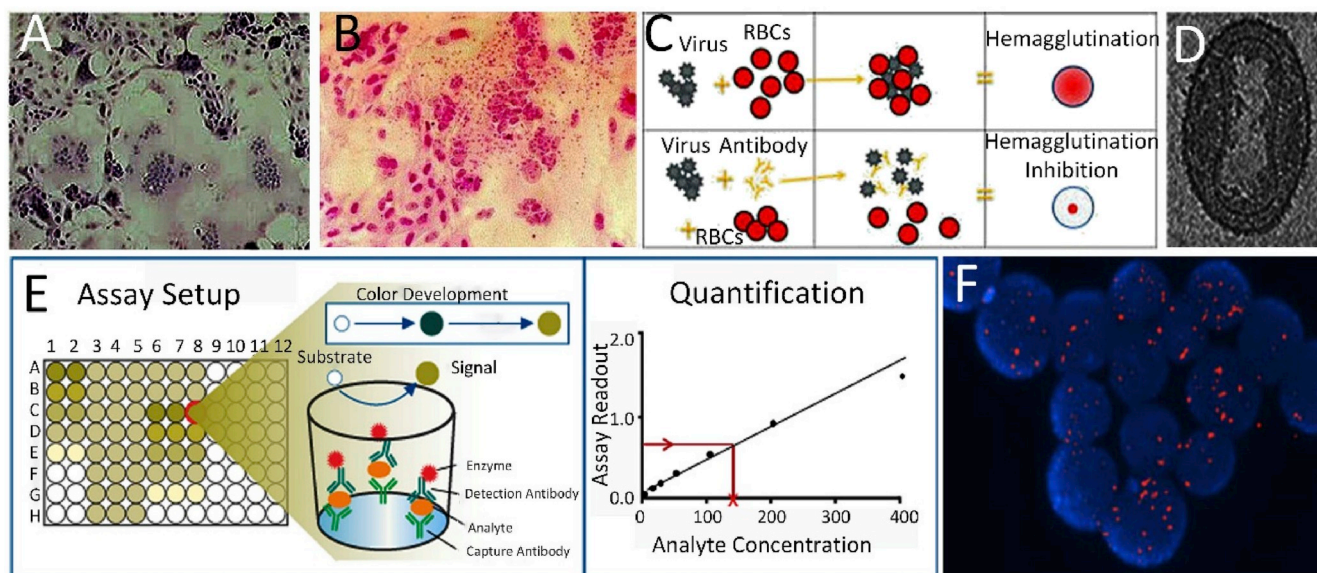 A
B
C
Virus
RBCs
Hemagglutination
Virus Antibody
RBCs
Hemagglutination
Inhibition
D
E
Assay Setup
1 2 3 4 5 6 7 8 9 10 11 12
A
B
C
D
E
F
G
H
Color Development
Substrate
Signal
Enzyme
Detection Antibody
Analyte
Capture Antibody
Quantification
Assay Readout
2.0
1.0
0.0
0 100 200 300 400
Analyte Concentration
F